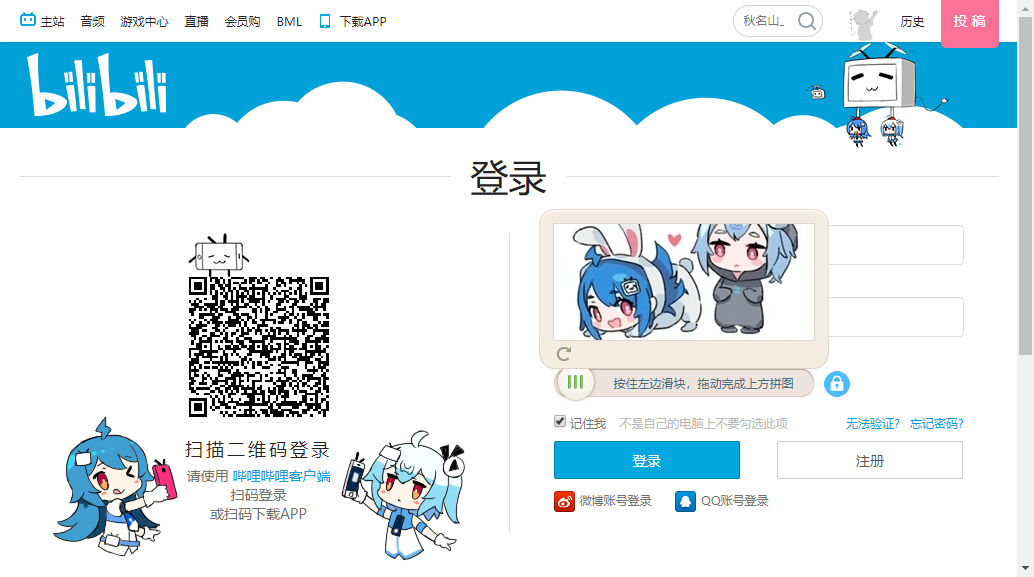 主站 音频 游戏中心 直播 会员购 BML 下载APP 秋名山_ 历史 投稿
bilibili
登录
按住左边滑块，拖动完成上方拼图
记住我 不是自己的电脑上不要勾选此项 无法验证? 忘记密码?
扫描二维码登录
请使用 哔哩哔哩客户端
扫码登录
或扫码下载APP
登录 注册
微博账号登录 QQ账号登录